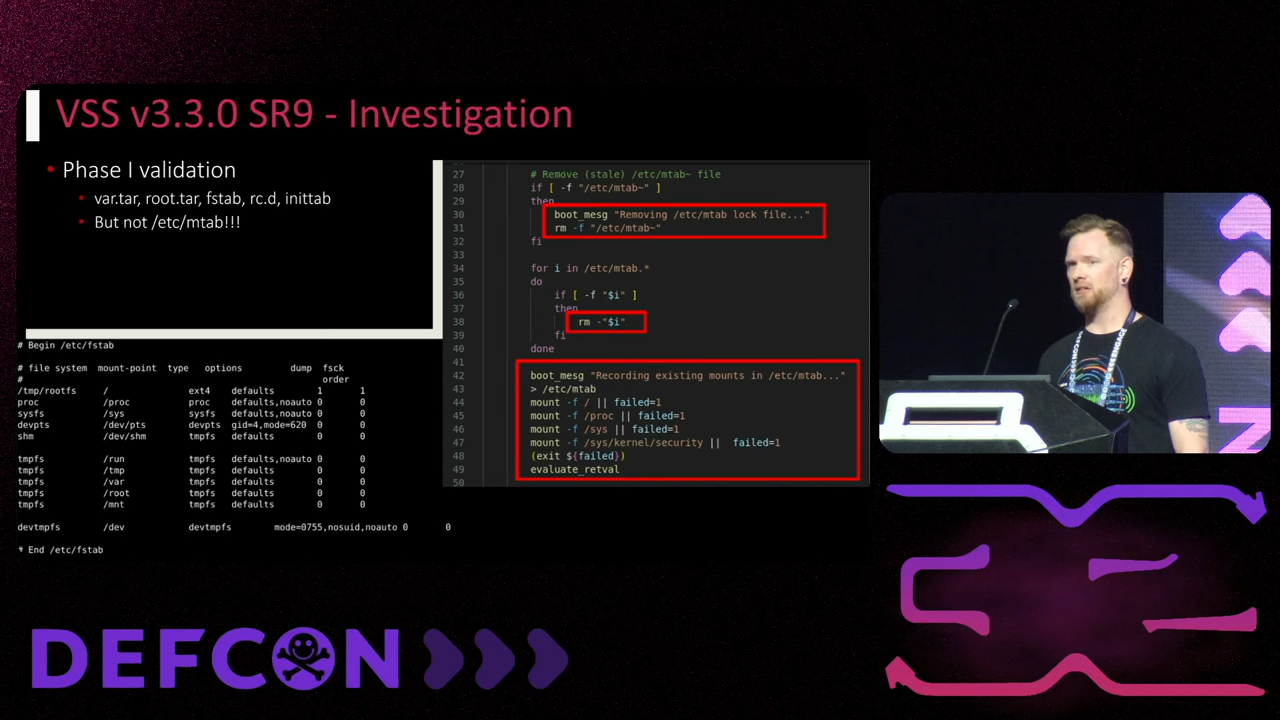 VSS v3.3.0 SR9 - Investigation
• Phase I validation
• var.tar, root.tar, fstab, rc.d, inittab
• But not /etc/mtab!!!
# Begin /etc/fstab
# file system mount-point type options dump fsck
# order
/tmp/rootfs / ext4 defaults 1 1
proc /proc proc defaults,noauto 0 0
sysfs /sys sysfs defaults,noauto 0 0
devpts /dev/pts devpts gid=4,mode=620 0 0
shm /dev/shm tmpfs defaults 0 0
tmpfs /run tmpfs defaults,noauto 0 0
tmpfs /tmp tmpfs defaults 0 0
tmpfs /var tmpfs defaults 0 0
tmpfs /root tmpfs defaults 0 0
tmpfs /mnt tmpfs defaults 0 0
devtmpfs /dev devtmpfs mode=0755,nosuid,noauto 0 0
End /etc/fstab
27 # Remove (stale) /etc/mtab~ file
28 if [ -f "/etc/mtab~" ]
29 then
30 boot_mesg "Removing /etc/mtab lock file..."
31 rm -f "/etc/mtab~"
32 fi
33
34 for i in /etc/mtab.*
35 do
36 if [ -f "$i" ]
37 then
38 rm -"$i"
39 fi
40 done
41
42 boot_mesg "Recording existing mounts in /etc/mtab..."
43 > /etc/mtab
44 mount -f / || failed=1
45 mount -f /proc || failed=1
46 mount -f /sys || failed=1
47 mount -f /sys/kernel/security || failed=1
48 (exit ${failed})
49 evaluate_retval
50
DEFCON